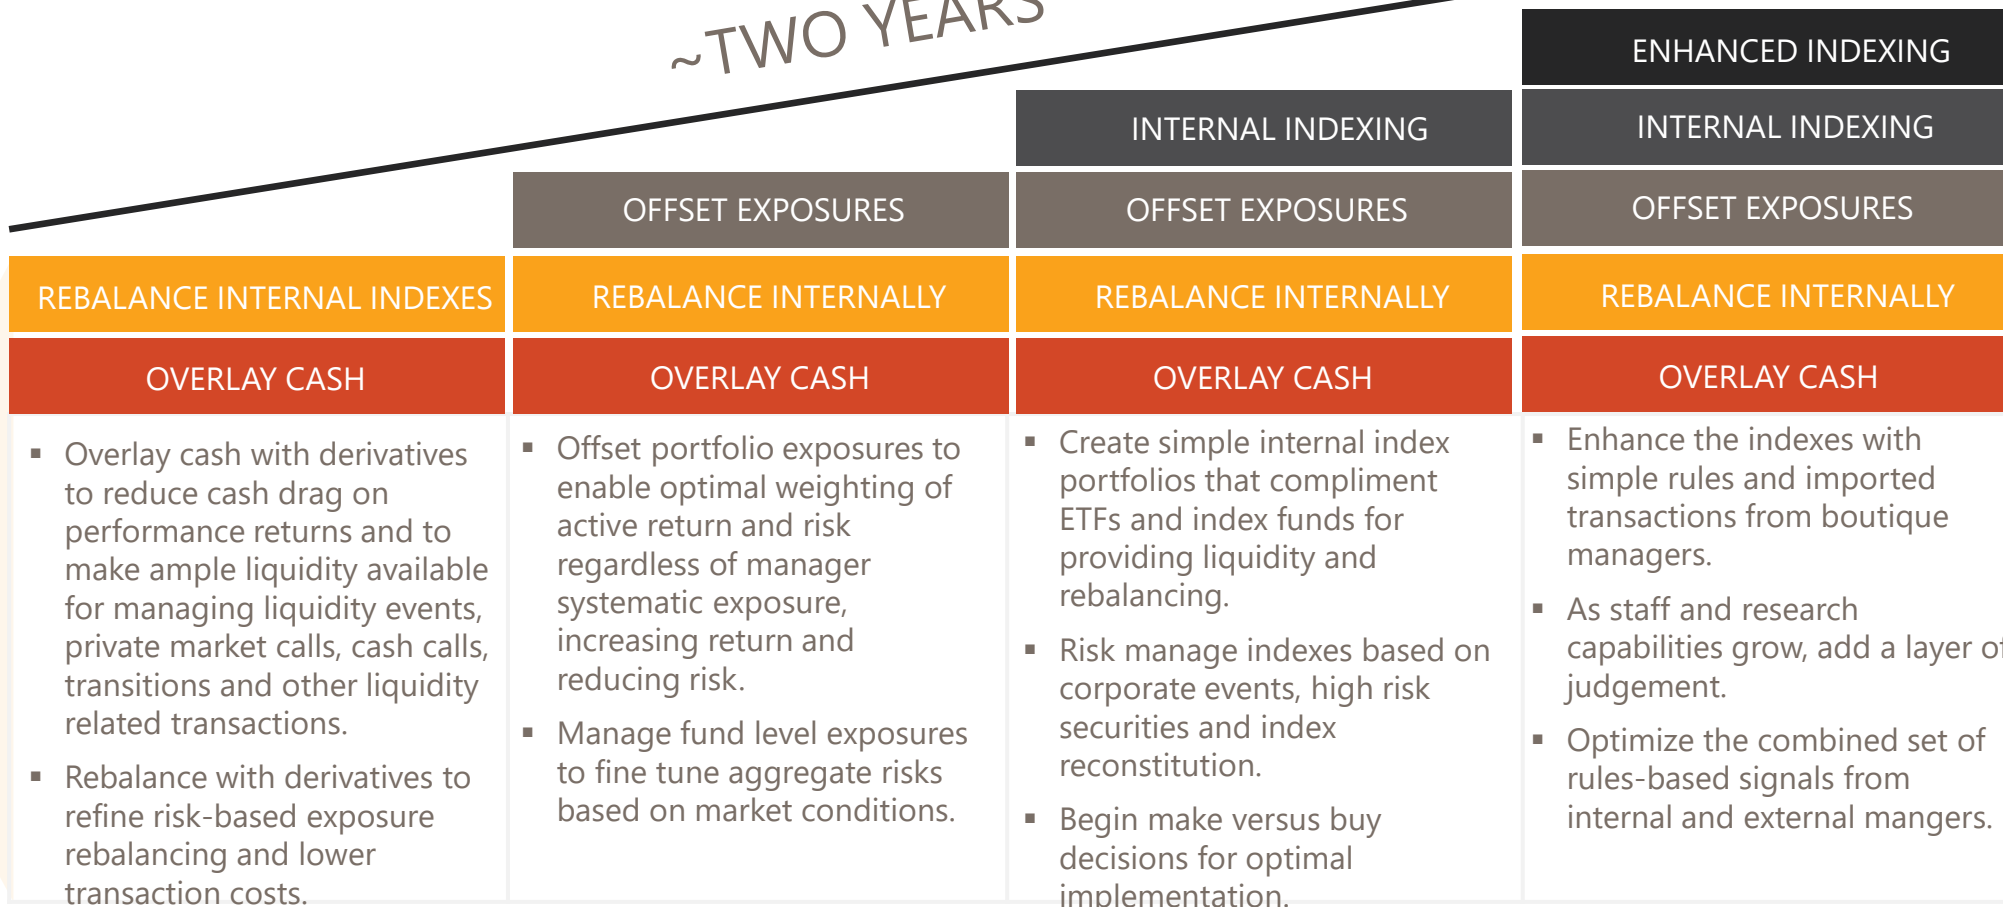 ~TWO YEARS
ENHANCED INDEXING
INTERNAL INDEXING
INTERNAL INDEXING
OFFSET EXPOSURES
OFFSET EXPOSURES
OFFSET EXPOSURES
REBALANCE INTERNAL INDEXES
REBALANCE INTERNALLY
REBALANCE INTERNALLY
REBALANCE INTERNALLY
OVERLAY CASH
OVERLAY CASH
OVERLAY CASH
OVERLAY CASH
▪ Overlay cash with derivatives
to reduce cash drag on
performance returns and to
make ample liquidity available
for managing liquidity events,
private market calls, cash calls,
transitions and other liquidity
related transactions.
▪ Rebalance with derivatives to
refine risk-based exposure
rebalancing and lower
transaction costs.
▪ Offset portfolio exposures to
enable optimal weighting of
active return and risk
regardless of manager
systematic exposure,
increasing return and
reducing risk.
▪ Manage fund level exposures
to fine tune aggregate risks
based on market conditions.
▪ Create simple internal index
portfolios that compliment
ETFs and index funds for
providing liquidity and
rebalancing.
▪ Risk manage indexes based on
corporate events, high risk
securities and index
reconstitution.
▪ Begin make versus buy
decisions for optimal
implementation.
▪ Enhance the indexes with
simple rules and imported
transactions from boutique
managers.
▪ As staff and research
capabilities grow, add a layer of
judgement.
▪ Optimize the combined set of
rules-based signals from
internal and external mangers.